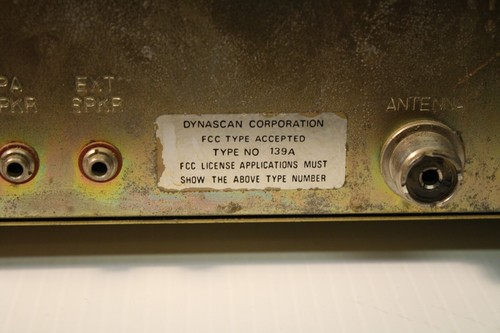 PA
SPKR
EXT
SPKR
DYNASCAN CORPORATION
FCC TYPE ACCEPTED
TYPE NO 139A
FCC LICENSE APPLICATIONS MUST
SHOW THE ABOVE TYPE NUMBER
ANTENNA